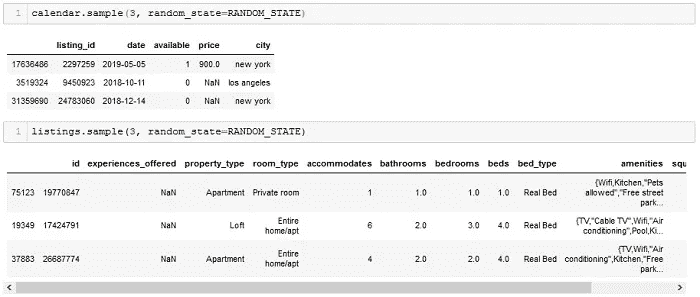 1 calendar.sample(3, random_state=RANDOM_STATE)
listing_id date available price city
17636486 2297259 2019-05-05 1 900.0 new york
3519324 9450923 2018-10-11 0 NaN los angeles
31359690 24783060 2018-12-14 0 NaN new york
1 listings.sample(3, random_state=RANDOM_STATE)
id experiences_offered property_type room_type accommodates bathrooms bedrooms beds bed_type amenities squ
75123 19770847 NaN Apartment Private room 1 1.0 1.0 1.0 Real Bed {Wifi,Kitchen,"Pets
allowed","Free street
park...
19349 17424791 NaN Loft Entire
home/apt 6 2.0 3.0 4.0 Real Bed {TV,"Cable TV",Wifi,"Air
conditioning",Pool,Ki...
37883 26687774 NaN Apartment Entire
home/apt 4 2.0 2.0 4.0 Real Bed {TV,Wifi,"Air
conditioning",Kitchen,"Free
park...